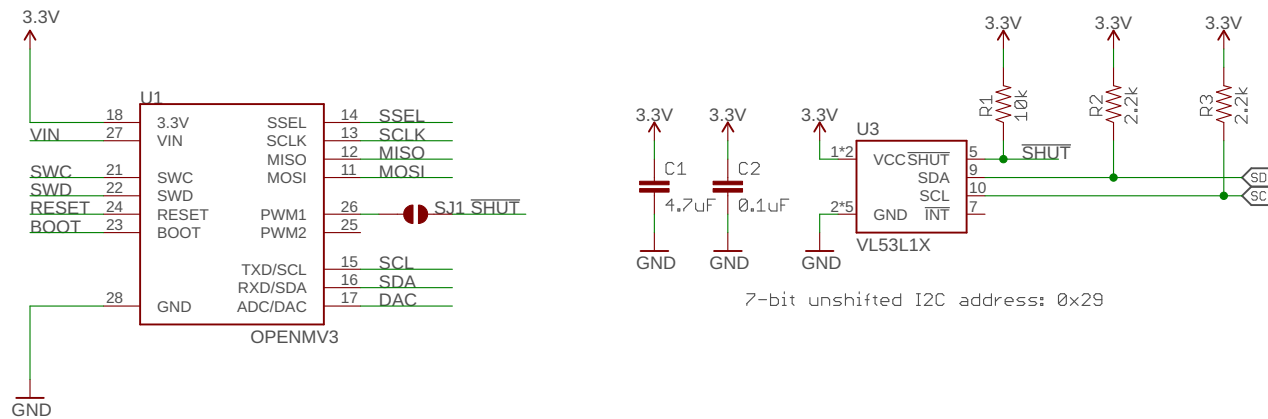 3.3V
U1
18 3.3V
27 VIN
VIN
21 SWC
SWC
22 SWD
SWD
24 RESET
RESET
23 BOOT
BOOT
28 GND
GND
SSEL 14 SSEL
SCLK 13 SCLK
MISO 12 MISO
MOSI 11 MOSI
PWM1 26 SJ1 SHUT
PWM2 25
TXD/SCL 15 SCL
RXD/SDA 16 SDA
ADC/DAC 17 DAC
OPENMV3
3.3V
C1
4.7uF
GND
3.3V
C2
0.1uF
GND
3.3V
U3
1*2 VCC
2*5 GND
GND
SHUT 5 SHUT
SDA 9
SCL 10
INT 7
VL53L1X
3.3V
R1
10k
3.3V
R2
2.2k
3.3V
R3
2.2k
SD
SC
7-bit unshifted I2C address: 0x29